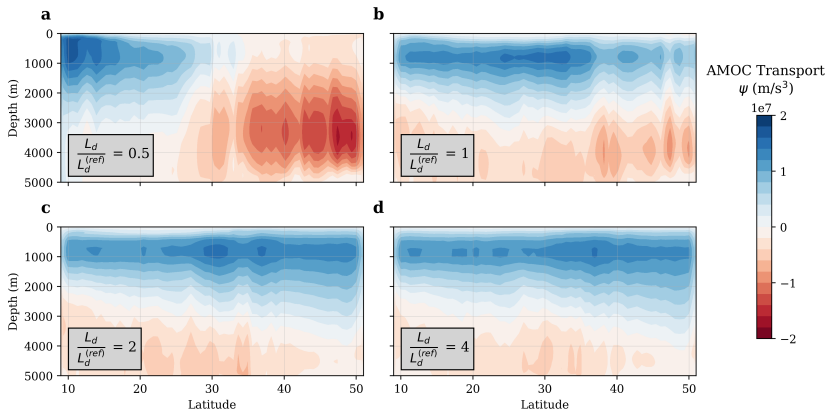 a
b
0
1000
2000
3000
4000
5000
Depth (m)
L_d / L_d^(ref) = 0.5
L_d / L_d^(ref) = 1
AMOC Transport
ψ (m/s³)
1e7
2
1
0
−1
−2
c
d
0
1000
2000
3000
4000
5000
Depth (m)
L_d / L_d^(ref) = 2
L_d / L_d^(ref) = 4
10 20 30 40 50
10 20 30 40 50
Latitude
Latitude